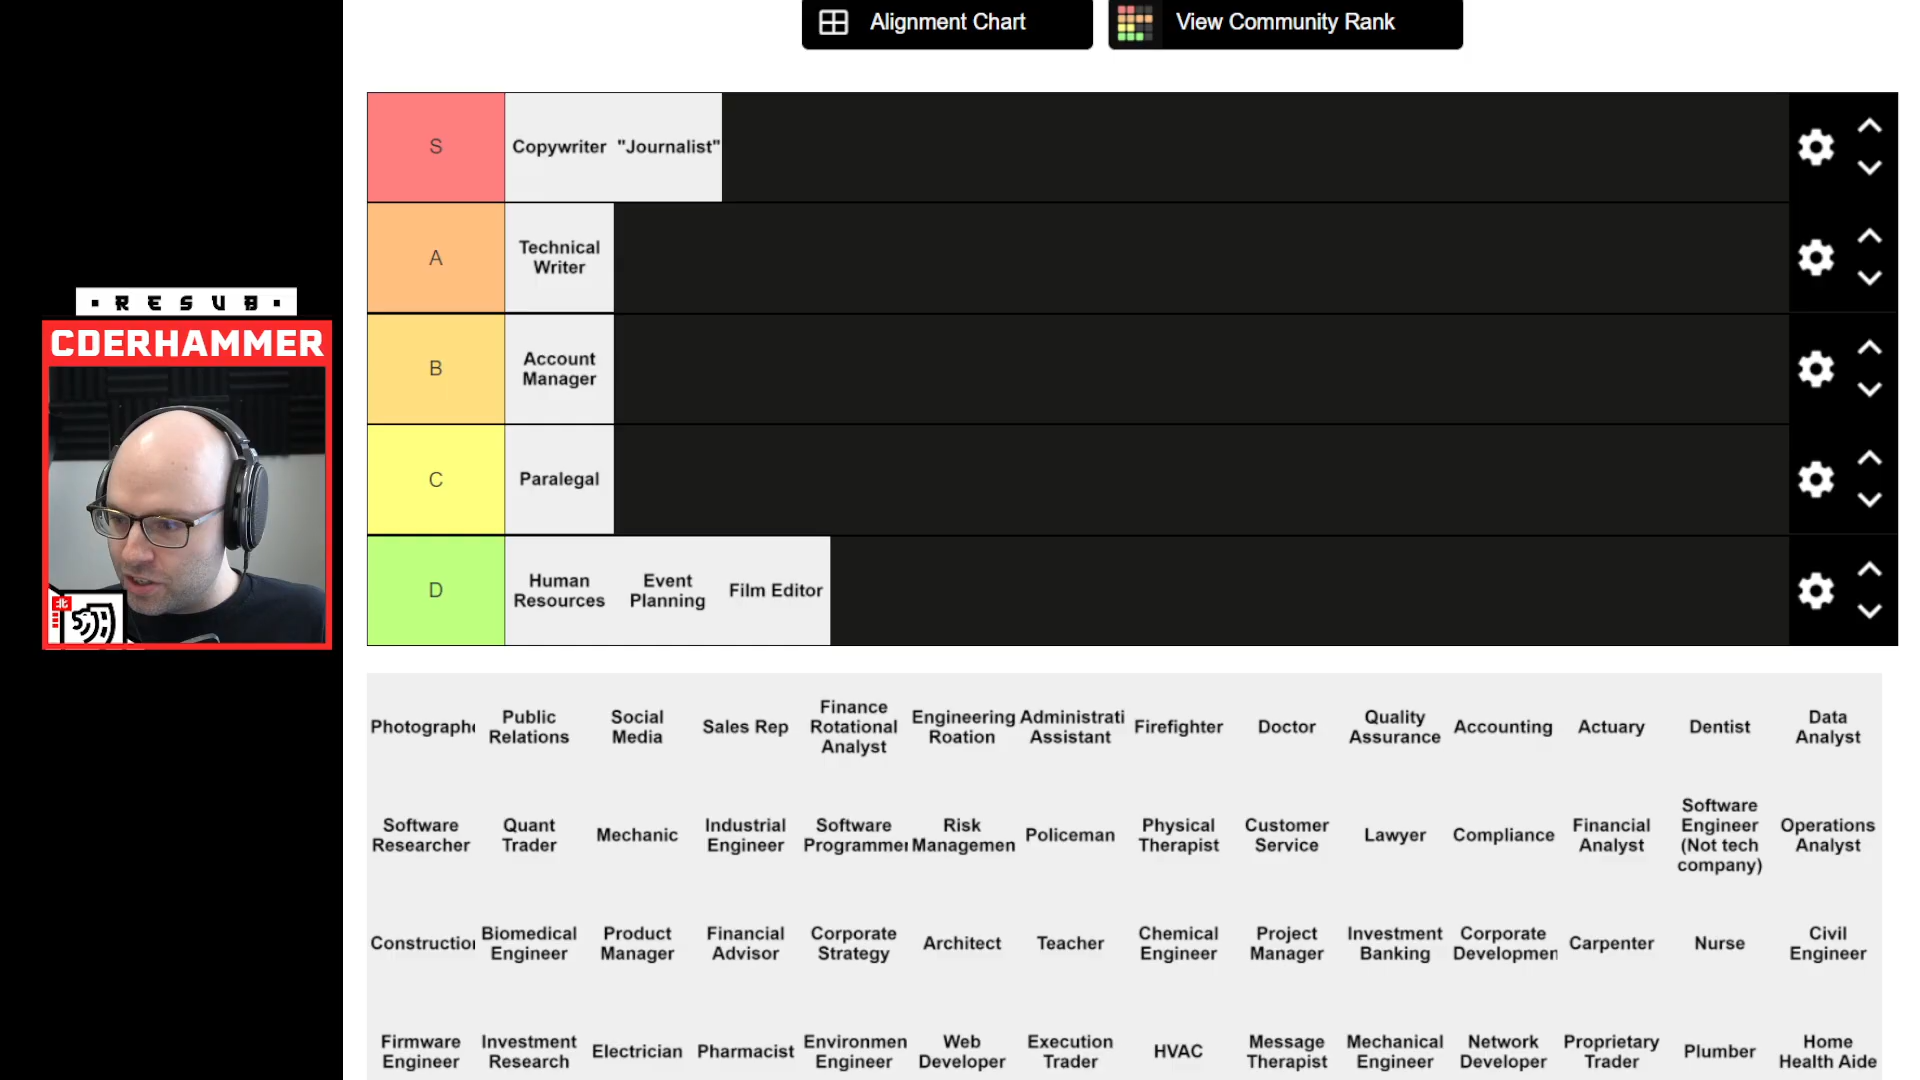 Alignment Chart
View Community Rank
S
Copywriter
"Journalist"
A
Technical
Writer
B
Account
Manager
C
Paralegal
D
Human
Resources
Event
Planning
Film Editor
RESUB
CDERHAMMER
Photographe
Public
Relations
Social
Media
Sales Rep
Finance
Rotational
Analyst
Engineering
Roation
Administrati
Assistant
Firefighter
Doctor
Quality
Assurance
Accounting
Actuary
Dentist
Data
Analyst
Software
Researcher
Quant
Trader
Mechanic
Industrial
Engineer
Software
Programmer
Risk
Managemen
Policeman
Physical
Therapist
Customer
Service
Lawyer
Compliance
Financial
Analyst
Software
Engineer
(Not tech
company)
Operations
Analyst
Construction
Biomedical
Engineer
Product
Manager
Financial
Advisor
Corporate
Strategy
Architect
Teacher
Chemical
Engineer
Project
Manager
Investment
Banking
Corporate
Developmen
Carpenter
Nurse
Civil
Engineer
Firmware
Engineer
Investment
Research
Electrician
Pharmacist
Environmen
Engineer
Web
Developer
Execution
Trader
HVAC
Message
Therapist
Mechanical
Engineer
Network
Developer
Proprietary
Trader
Plumber
Home
Health Aide